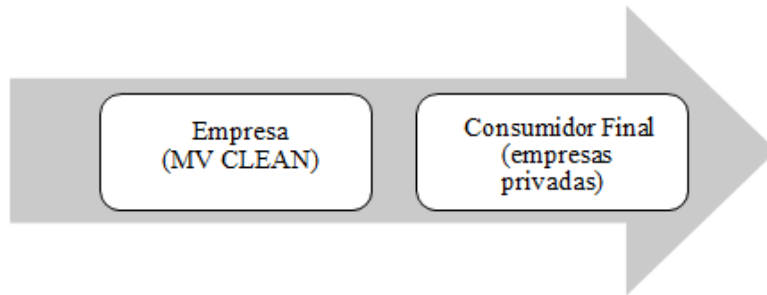 Empresa
(MV CLEAN)
Consumidor Final
(empresas
privadas)